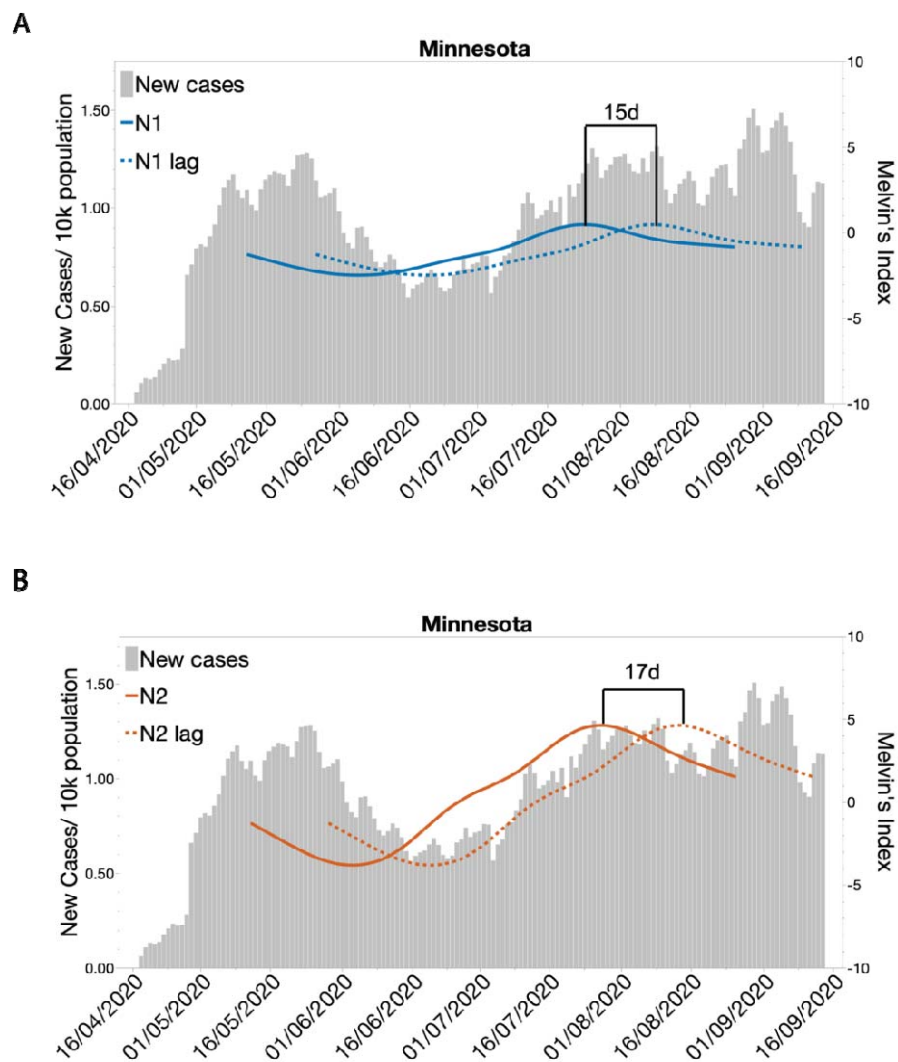 A
Minnesota
New cases
N1
N1 lag
15d
New Cases/ 10k population
1.50
1.00
0.50
0.00
10
5
0
-5
-10
Melvin's Index
16/04/2020
01/05/2020
16/05/2020
01/06/2020
16/06/2020
01/07/2020
16/07/2020
01/08/2020
16/08/2020
01/09/2020
16/09/2020
B
Minnesota
New cases
N2
N2 lag
17d
New Cases/ 10k population
1.50
1.00
0.50
0.00
10
5
0
-5
-10
Melvin's Index
16/04/2020
01/05/2020
16/05/2020
01/06/2020
16/06/2020
01/07/2020
16/07/2020
01/08/2020
16/08/2020
01/09/2020
16/09/2020